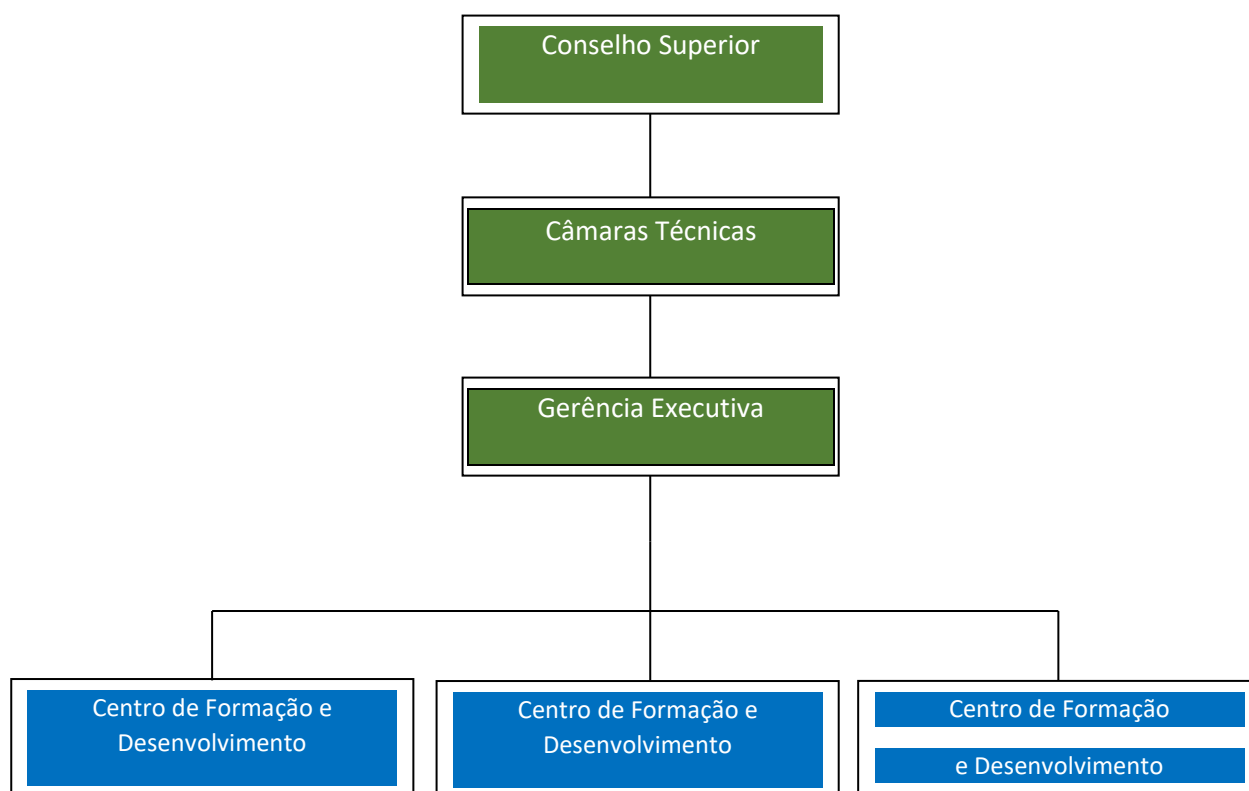 Conselho Superior
Câmaras Técnicas
Gerência Executiva
Centro de Formação e
Desenvolvimento
Centro de Formação e
Desenvolvimento
Centro de Formação
e Desenvolvimento